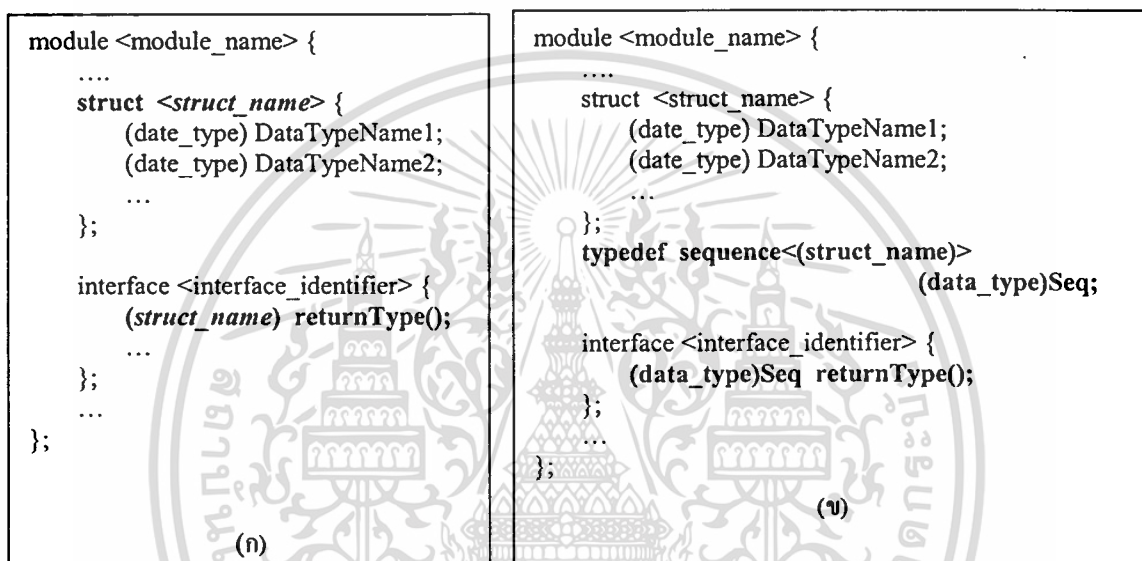 module <module_name> {
....
struct <struct_name> {
(date_type) DataTypeName1;
(date_type) DataTypeName2;
...
};
interface <interface_identifier> {
(struct_name) returnType();
...
};
...
};
(ก)
module <module_name> {
....
struct <struct_name> {
(date_type) DataTypeName1;
(date_type) DataTypeName2;
...
};
typedef sequence<(struct_name)>
(data_type)Seq;
interface <interface_identifier> {
(data_type)Seq returnType();
};
...
};
(ข)